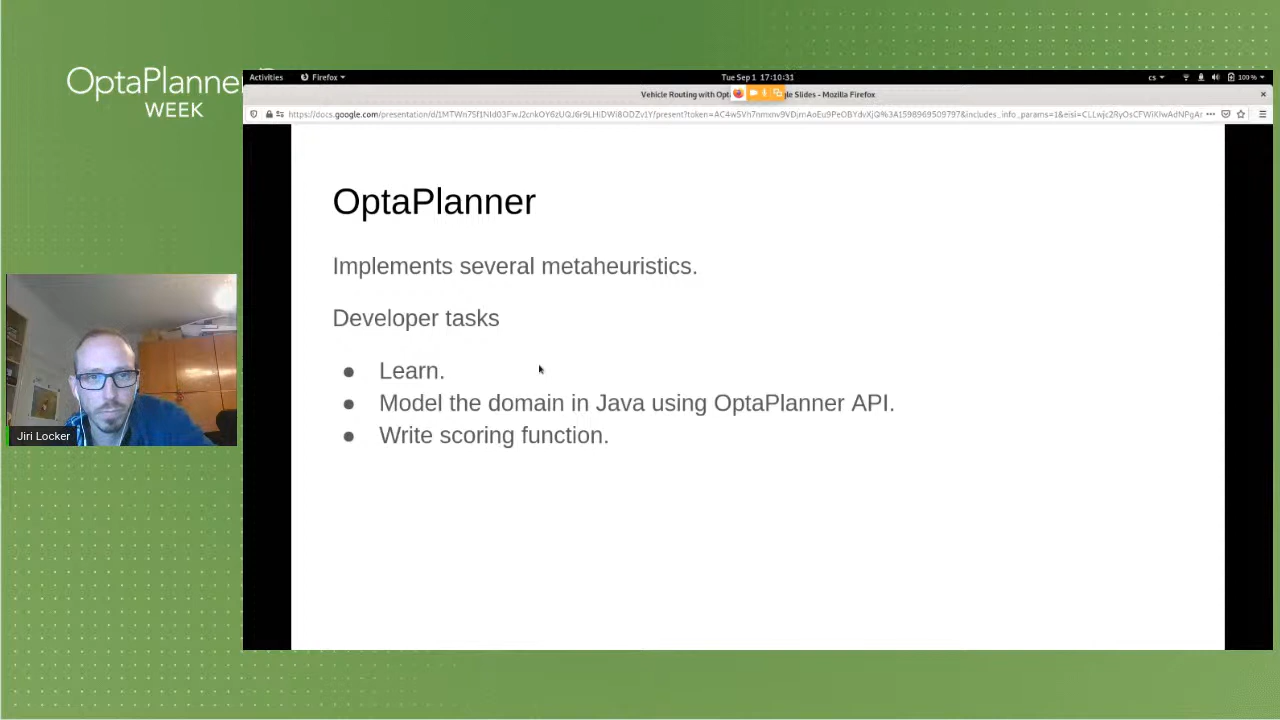 OptaPlanner
WEEK
Activities
Firefox
Tue Sep 1 17:10:31
cs
100 %
Vehicle Routing with Opt
le Slides - Mozilla Firefox
OptaPlanner
Implements several metaheuristics.
Developer tasks
● Learn.
● Model the domain in Java using OptaPlanner API.
● Write scoring function.
Jiri Locker